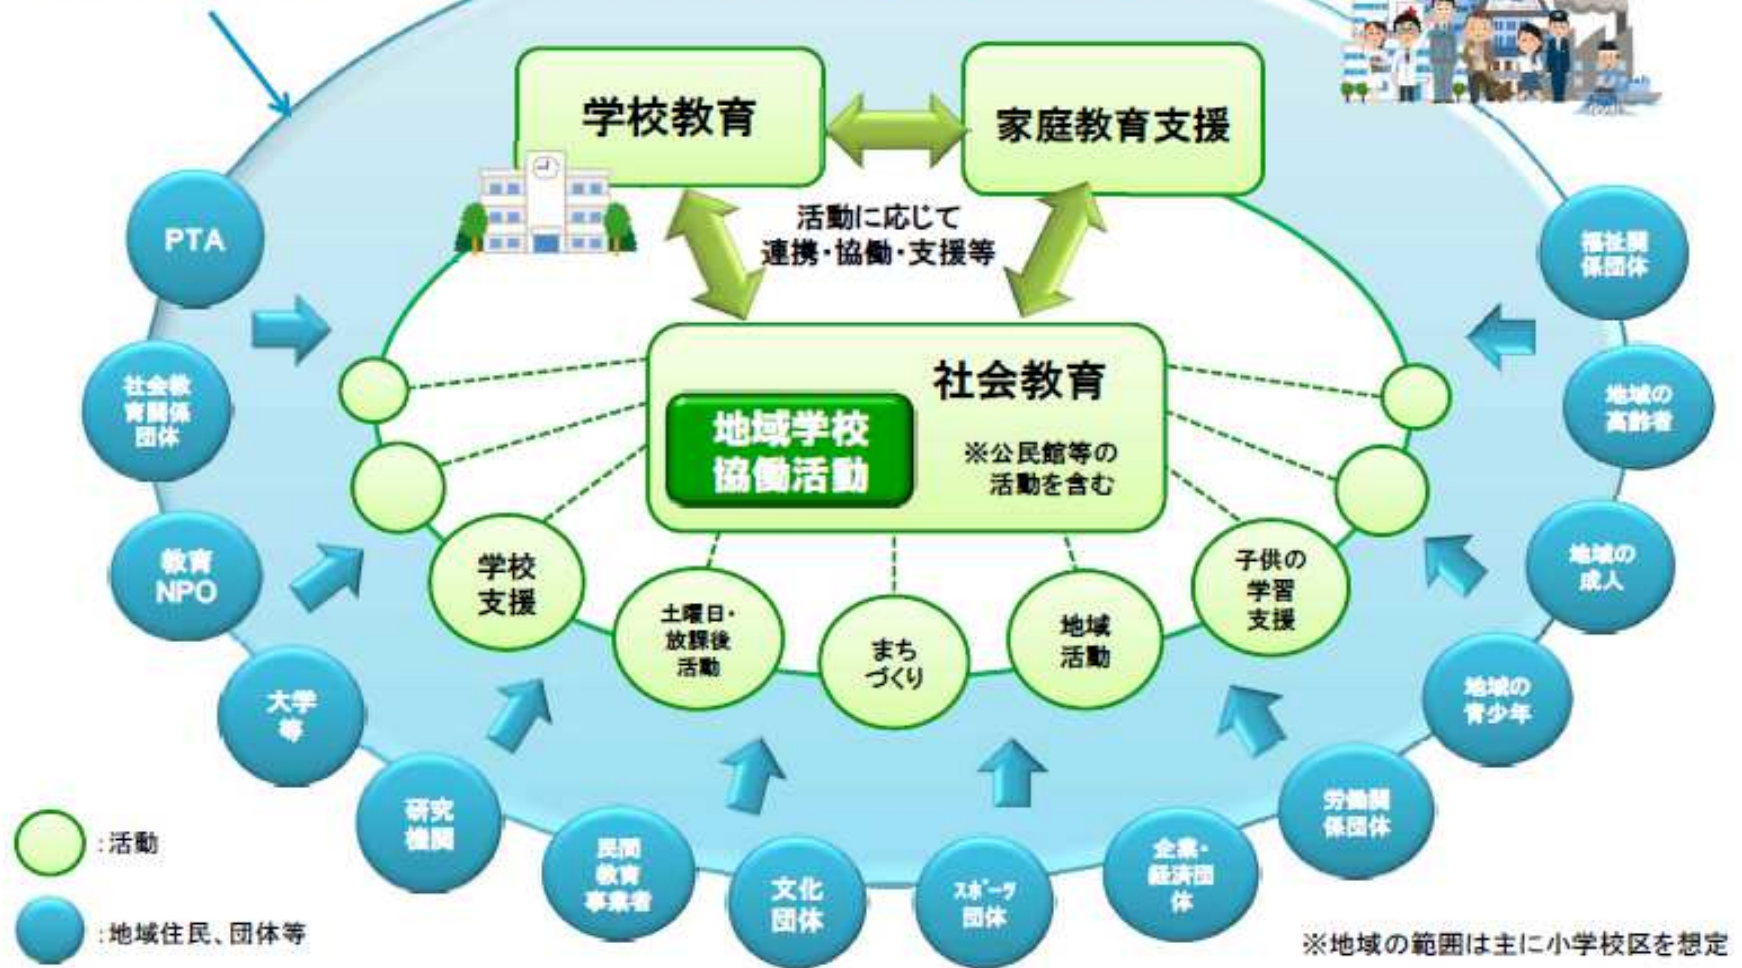 学校教育
家庭教育支援
活動に応じて
連携・協働・支援等
社会教育
地域学校
協働活動
※公民館等の
活動を含む
学校
支援
土曜日・
放課後
活動
まち
づくり
地域
活動
子供の
学習
支援
PTA
社会教
育関係
団体
教育
NPO
大学
等
研究
機関
民間
教育
事業者
文化
団体
スポーツ
団体
企業・
経済団
体
労働関
係団体
地域の
青少年
地域の
成人
地域の
高齢者
福祉関
係団体
:活動
:地域住民、団体等
※地域の範囲は主に小学校区を想定